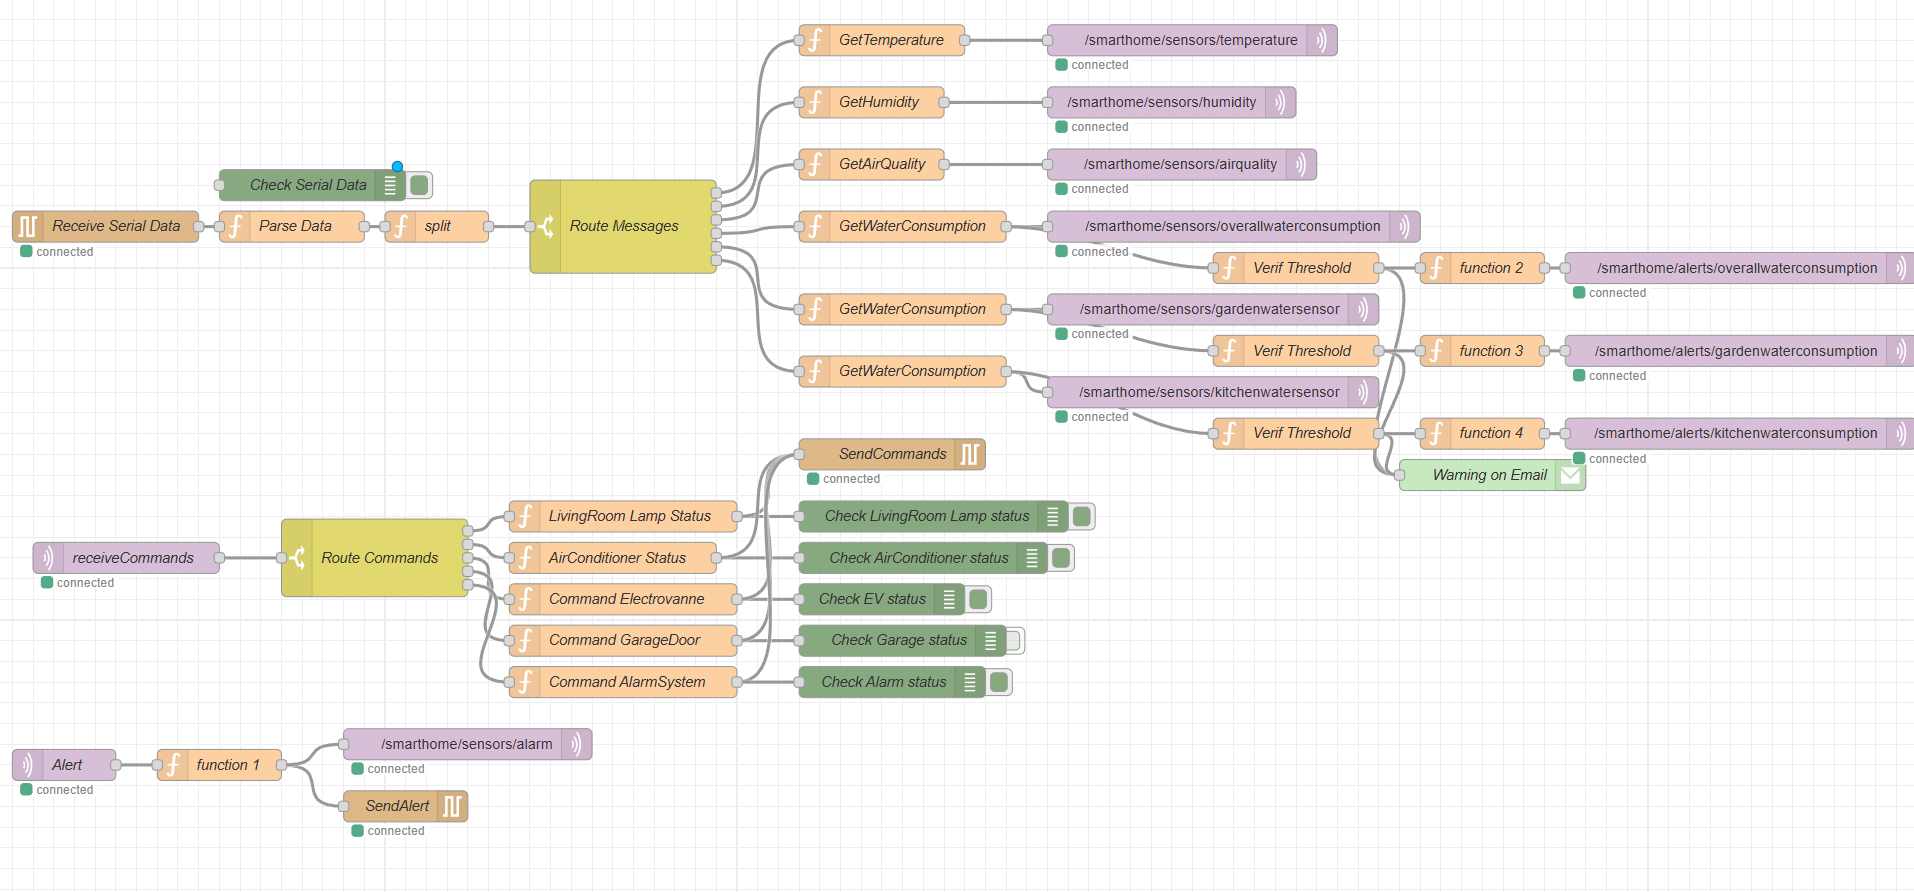 GetTemperature
/smarthome/sensors/temperature
connected
GetHumidity
/smarthome/sensors/humidity
connected
GetAirQuality
/smarthome/sensors/airquality
connected
Check Serial Data
Receive Serial Data
connected
Parse Data
split
Route Messages
GetWaterConsumption
/smarthome/sensors/overallwaterconsumption
connected
Verif Threshold
function 2
/smarthome/alerts/overallwaterconsumption
connected
GetWaterConsumption
/smarthome/sensors/gardenwatersensor
connected
Verif Threshold
function 3
/smarthome/alerts/gardenwaterconsumption
connected
GetWaterConsumption
/smarthome/sensors/kitchenwatersensor
connected
Verif Threshold
function 4
/smarthome/alerts/kitchenwaterconsumption
connected
Warning on Email
SendCommands
connected
receiveCommands
connected
Route Commands
LivingRoom Lamp Status
Check LivingRoom Lamp status
AirConditioner Status
Check AirConditioner status
Command Electrovanne
Check EV status
Command GarageDoor
Check Garage status
Command AlarmSystem
Check Alarm status
Alert
connected
function 1
/smarthome/sensors/alarm
connected
SendAlert
connected